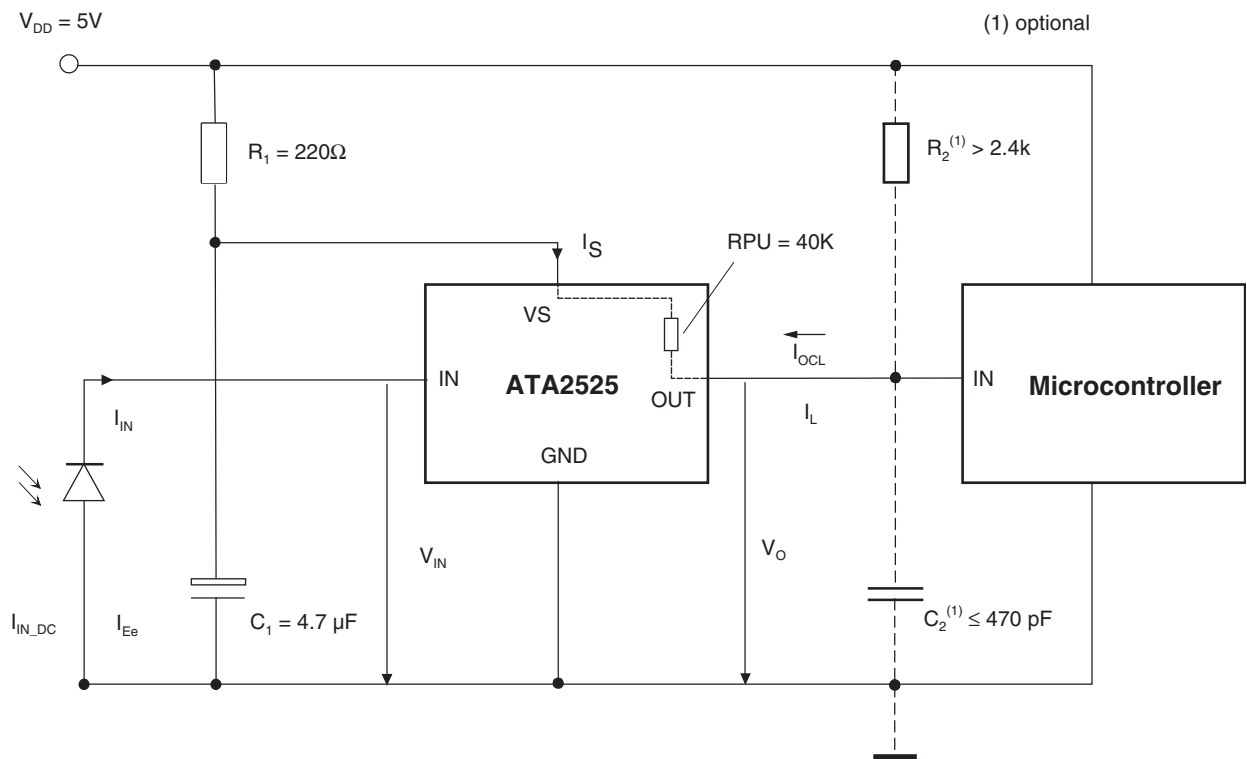 V_DD = 5V
(1) optional
R_1 = 220Ω
R_2^(1) > 2.4k
I_S
RPU = 40K
VS
I_OCL
IN
ATA2525
OUT
IN
Microcontroller
I_IN
I_L
GND
V_IN
V_O
I_IN_DC
I_Ee
C_1 = 4.7 µF
C_2^(1) ≤ 470 pF